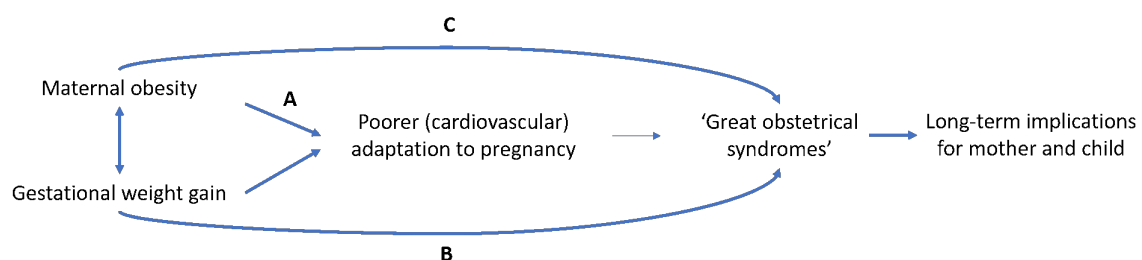 C
Maternal obesity
A
Poorer (cardiovascular)
adaptation to pregnancy
‘Great obstetrical
syndromes’
Long-term implications
for mother and child
Gestational weight gain
B